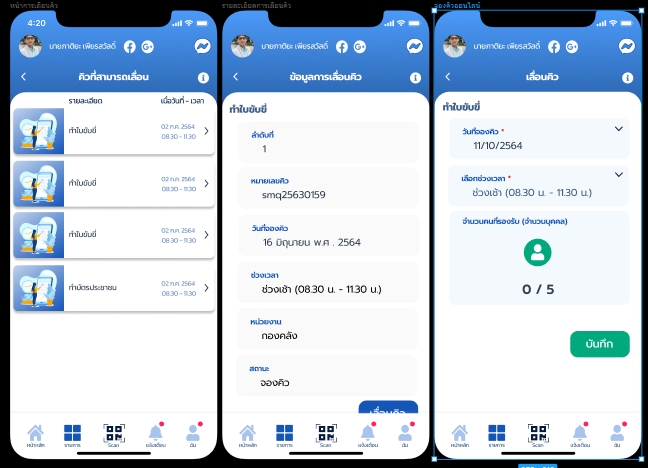 หน้าการเลื่อนคิว
4:20
นายภาติยะ เพียรสวัสดิ์
คิวที่สามารถเลื่อน
รายละเอียด
เมื่อวันที่ - เวลา
ทำใบขับขี่
02 ก.ค. 2564
08.30 - 11.30
ทำใบขับขี่
02 ก.ค. 2564
08.30 - 11.30
ทำใบขับขี่
02 ก.ค. 2564
08.30 - 11.30
ทำบัตรประชาชน
02 ก.ค. 2564
08.30 - 11.30
หน้าหลัก
รายการ
Scan
แจ้งเตือน
ฉัน
รายละเอียดการเลื่อนคิว
นายภาติยะ เพียรสวัสดิ์
ข้อมูลการเลื่อนคิว
ทำใบขับขี่
ลำดับที่
1
หมายเลขคิว
smq25630159
วันที่จองคิว
16 มิถุนายน พ.ศ . 2564
ช่วงเวลา
ช่วงเช้า (08.30 น. - 11.30 น.)
หน่วยงาน
กองคลัง
สถานะ
จองคิว
เลื่อนคิว
หน้าหลัก
รายการ
Scan
แจ้งเตือน
ฉัน
จองคิวออนไลน์
นายภาติยะ เพียรสวัสดิ์
เลื่อนคิว
ทำใบขับขี่
วันที่จองคิว *
11/10/2564
เลือกช่วงเวลา *
ช่วงเช้า (08.30 น. - 11.30 น.)
จำนวนคนที่รองรับ (จำนวนบุคคล)
0 / 5
บันทึก
หน้าหลัก
รายการ
Scan
แจ้งเตือน
ฉัน